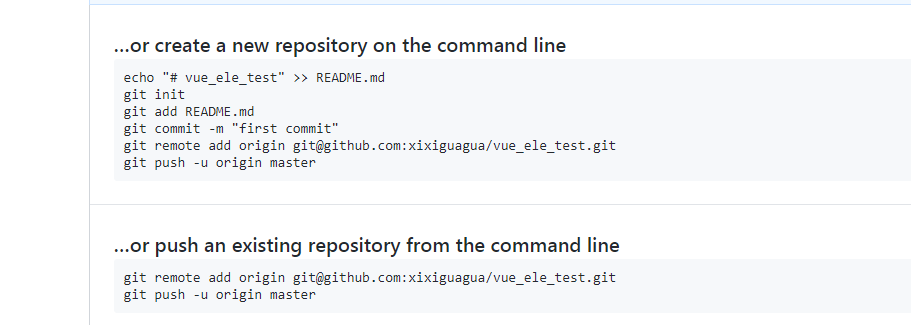 ...or create a new repository on the command line
echo "# vue_ele_test" >> README.md
git init
git add README.md
git commit -m "first commit"
git remote add origin git@github.com:xixiguagua/vue_ele_test.git
git push -u origin master
...or push an existing repository from the command line
git remote add origin git@github.com:xixiguagua/vue_ele_test.git
git push -u origin master